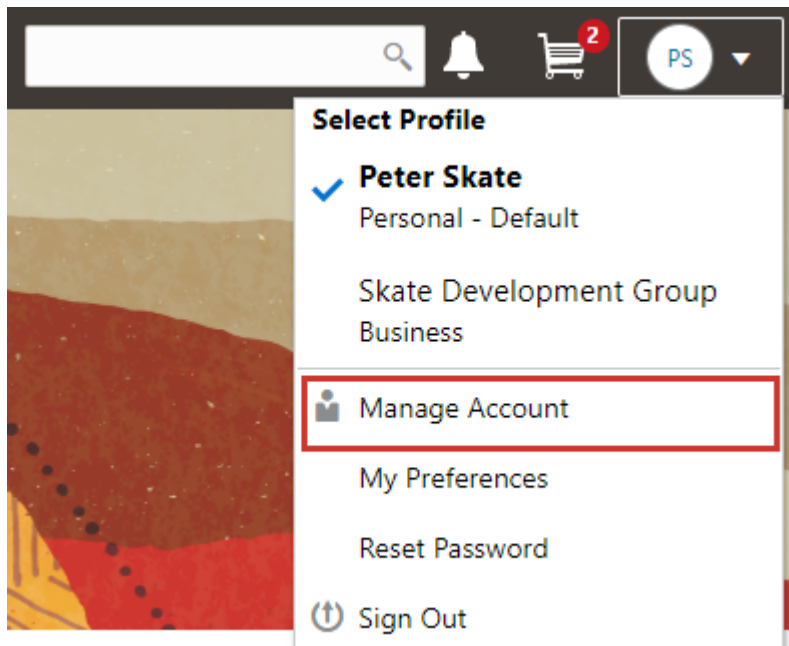 2
PS
Select Profile
Peter Skate
Personal - Default
Skate Development Group
Business
Manage Account
My Preferences
Reset Password
Sign Out